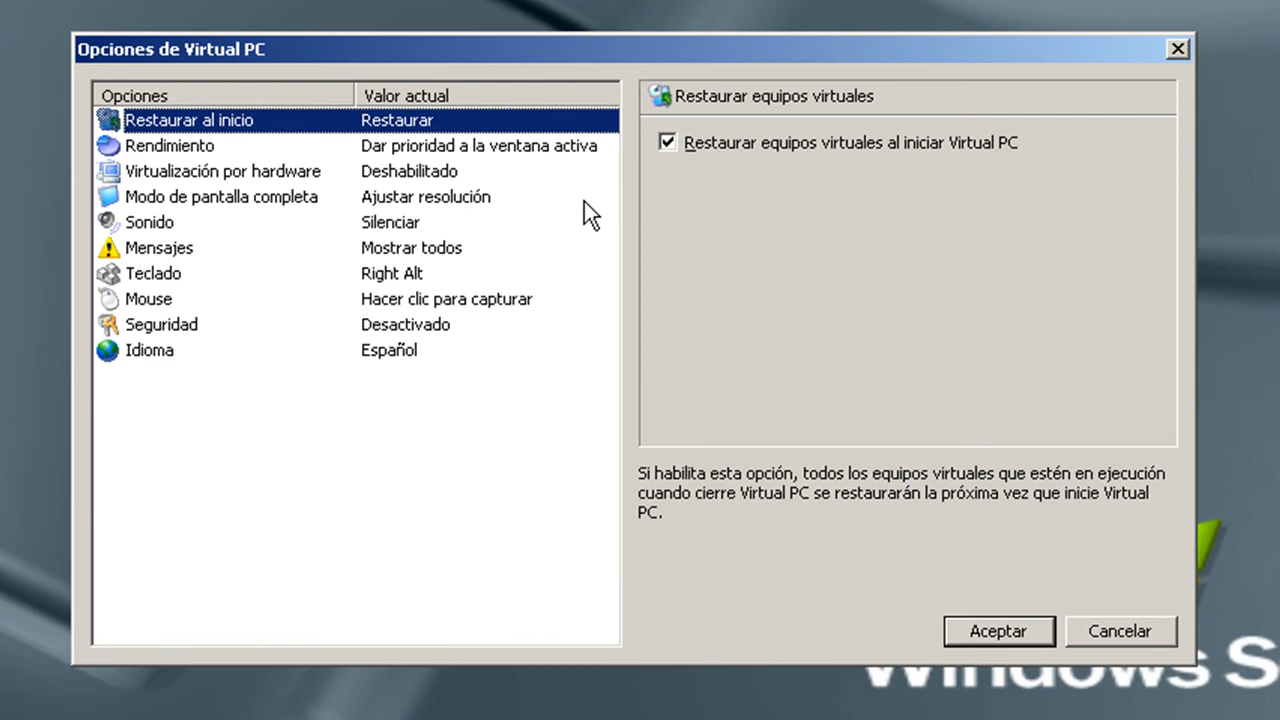 Opciones de Virtual PC
Opciones Valor actual
Restaurar al inicio Restaurar
Rendimiento Dar prioridad a la ventana activa
Virtualización por hardware Deshabilitado
Modo de pantalla completa Ajustar resolución
Sonido Silenciar
Mensajes Mostrar todos
Teclado Right Alt
Mouse Hacer clic para capturar
Seguridad Desactivado
Idioma Español
Restaurar equipos virtuales
Restaurar equipos virtuales al iniciar Virtual PC
Si habilita esta opción, todos los equipos virtuales que estén en ejecución
cuando cierre Virtual PC se restaurarán la próxima vez que inicie Virtual
PC.
Aceptar Cancelar
Windows S